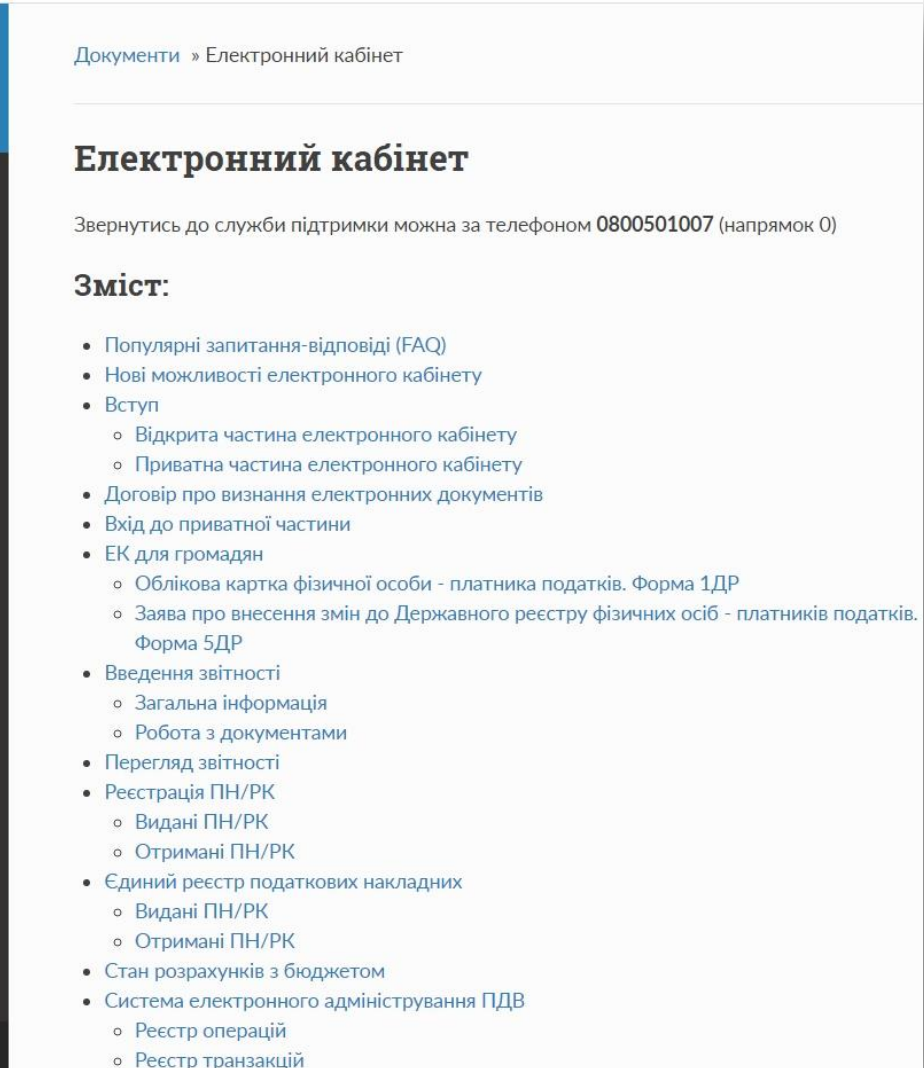 Документи » Електронний кабінет
Електронний кабінет
Звернутись до служби підтримки можна за телефоном 0800501007 (напрямок 0)
Зміст:
Популярні запитання-відповіді (FAQ)
Нові можливості електронного кабінету
Вступ
Відкрита частина електронного кабінету
Приватна частина електронного кабінету
Договір про визнання електронних документів
Вхід до приватної частини
ЕК для громадян
Облікова картка фізичної особи - платника податків. Форма 1ДР
Заява про внесення змін до Державного реєстру фізичних осіб - платників податків.
Форма 5ДР
Введення звітності
Загальна інформація
Робота з документами
Перегляд звітності
Реєстрація ПН/РК
Видані ПН/РК
Отримані ПН/РК
Єдиний реєстр податкових накладних
Видані ПН/РК
Отримані ПН/РК
Стан розрахунків з бюджетом
Система електронного адміністрування ПДВ
Реєстр операцій
Реєстр транзакцій